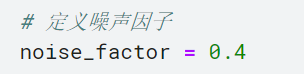 # 定义噪声因子
noise_factor = 0.4